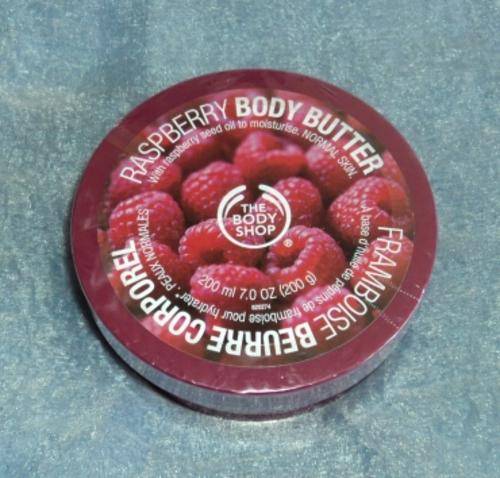 RASPBERRY BODY BUTTER
With raspberry seed oil to moisturise. NORMAL SKIN.
THE
BODY
SHOP
®
200 ml 7.0 OZ (200 g)
FRAMBOISE BEURRE CORPOREL
A base d'huile de pépins de framboise pour hydrater* PEAUX NORMALES